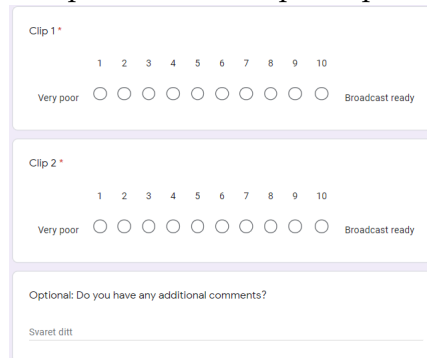 Clip 1 *
1 2 3 4 5 6 7 8 9 10
Very poor Broadcast ready
Clip 2 *
1 2 3 4 5 6 7 8 9 10
Very poor Broadcast ready
Optional: Do you have any additional comments?
Svaret ditt